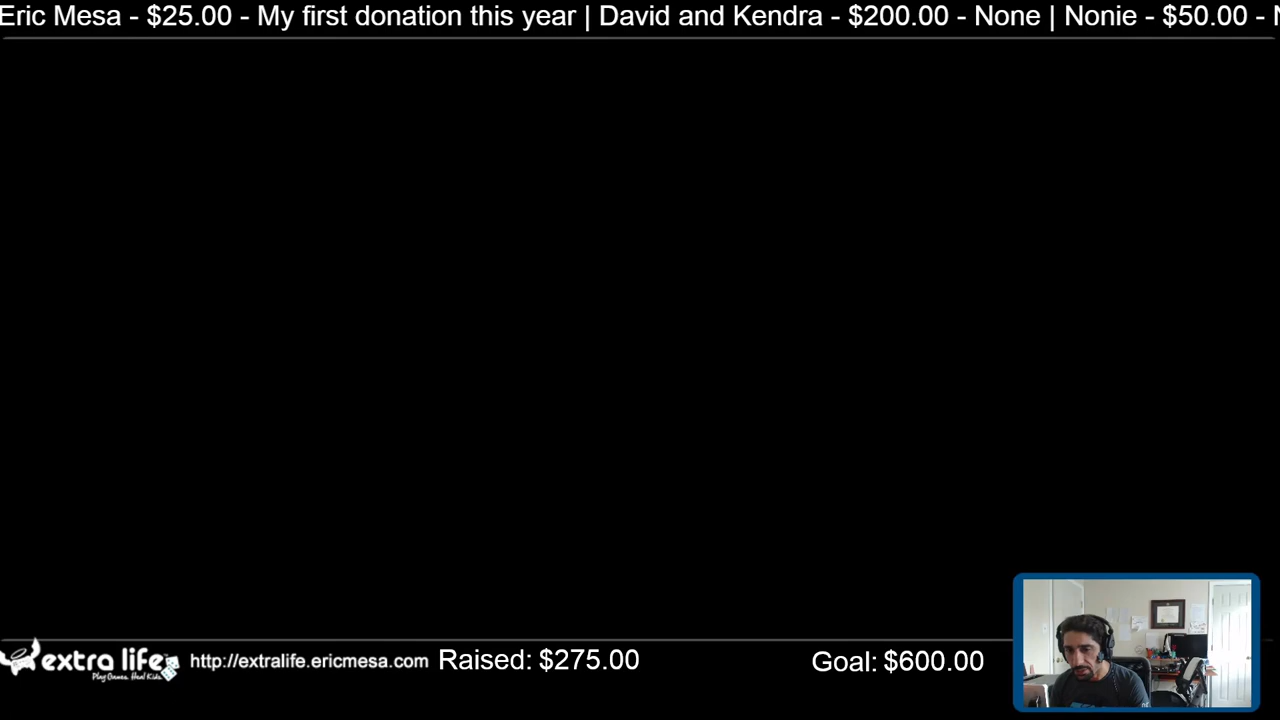 Eric Mesa - $25.00 - My first donation this year | David and Kendra - $200.00 - None | Nonie - $50.00 -
extra life
Play Games. Heal Kids.
http://extralife.ericmesa.com
Raised: $275.00
Goal: $600.00